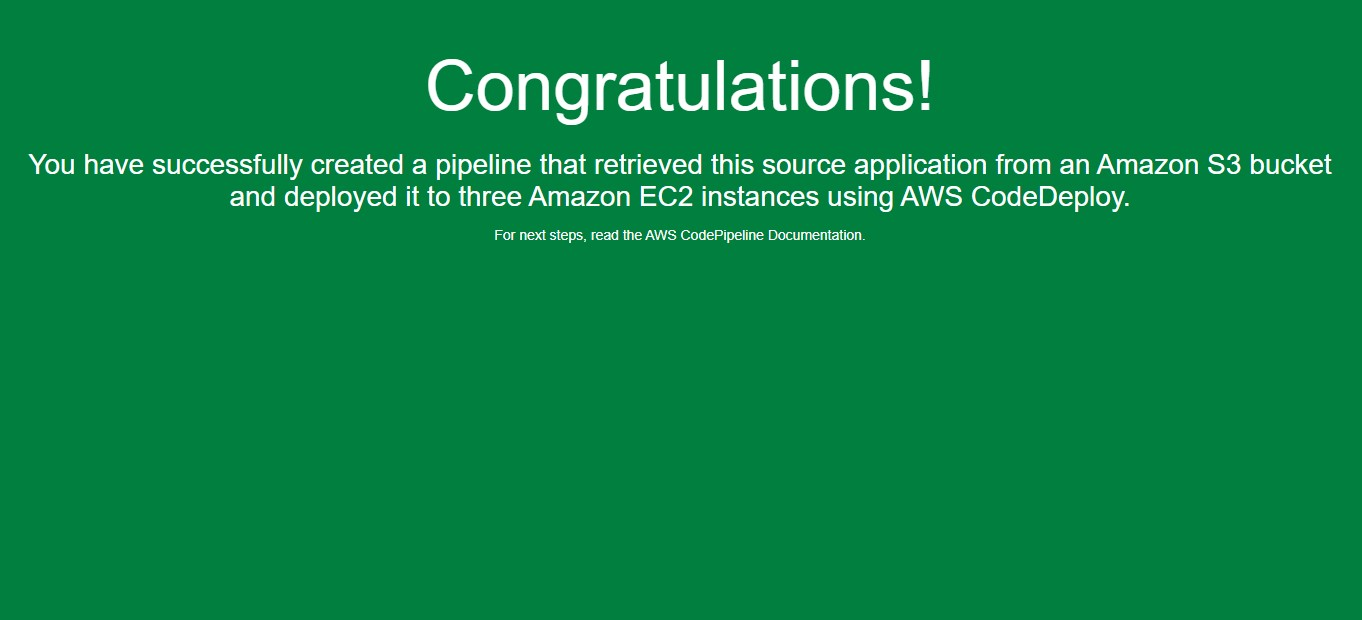 Congratulations!
You have successfully created a pipeline that retrieved this source application from an Amazon S3 bucket
and deployed it to three Amazon EC2 instances using AWS CodeDeploy.
For next steps, read the AWS CodePipeline Documentation.